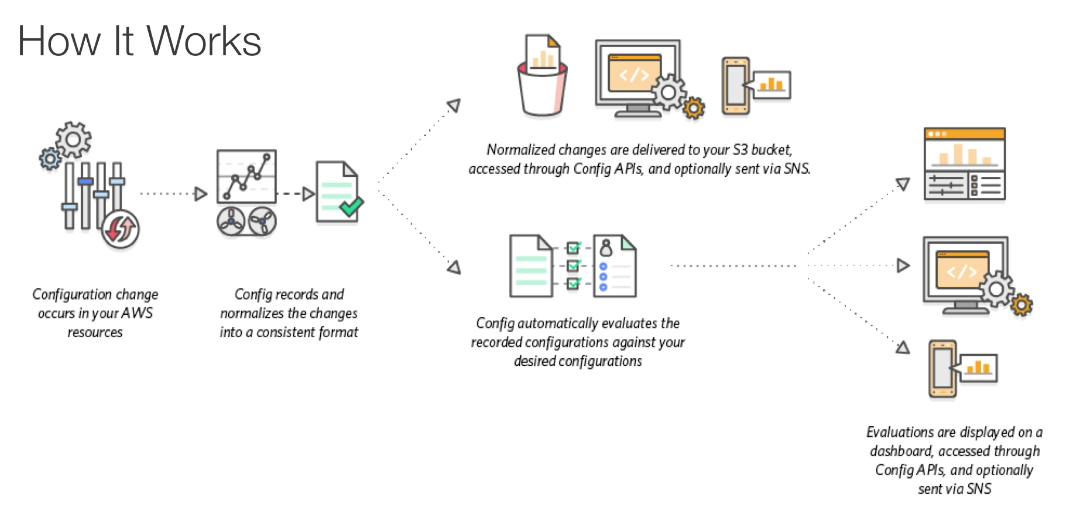 How It Works
Configuration change
occurs in your AWS
resources
Config records and
normalizes the changes
into a consistent format
</>
Normalized changes are delivered to your S3 bucket,
accessed through Config APIs, and optionally sent via SNS.
Config automatically evaluates the
recorded configurations against your
desired configurations
</>
Evaluations are displayed on a
dashboard, accessed through
Config APIs, and optionally
sent via SNS